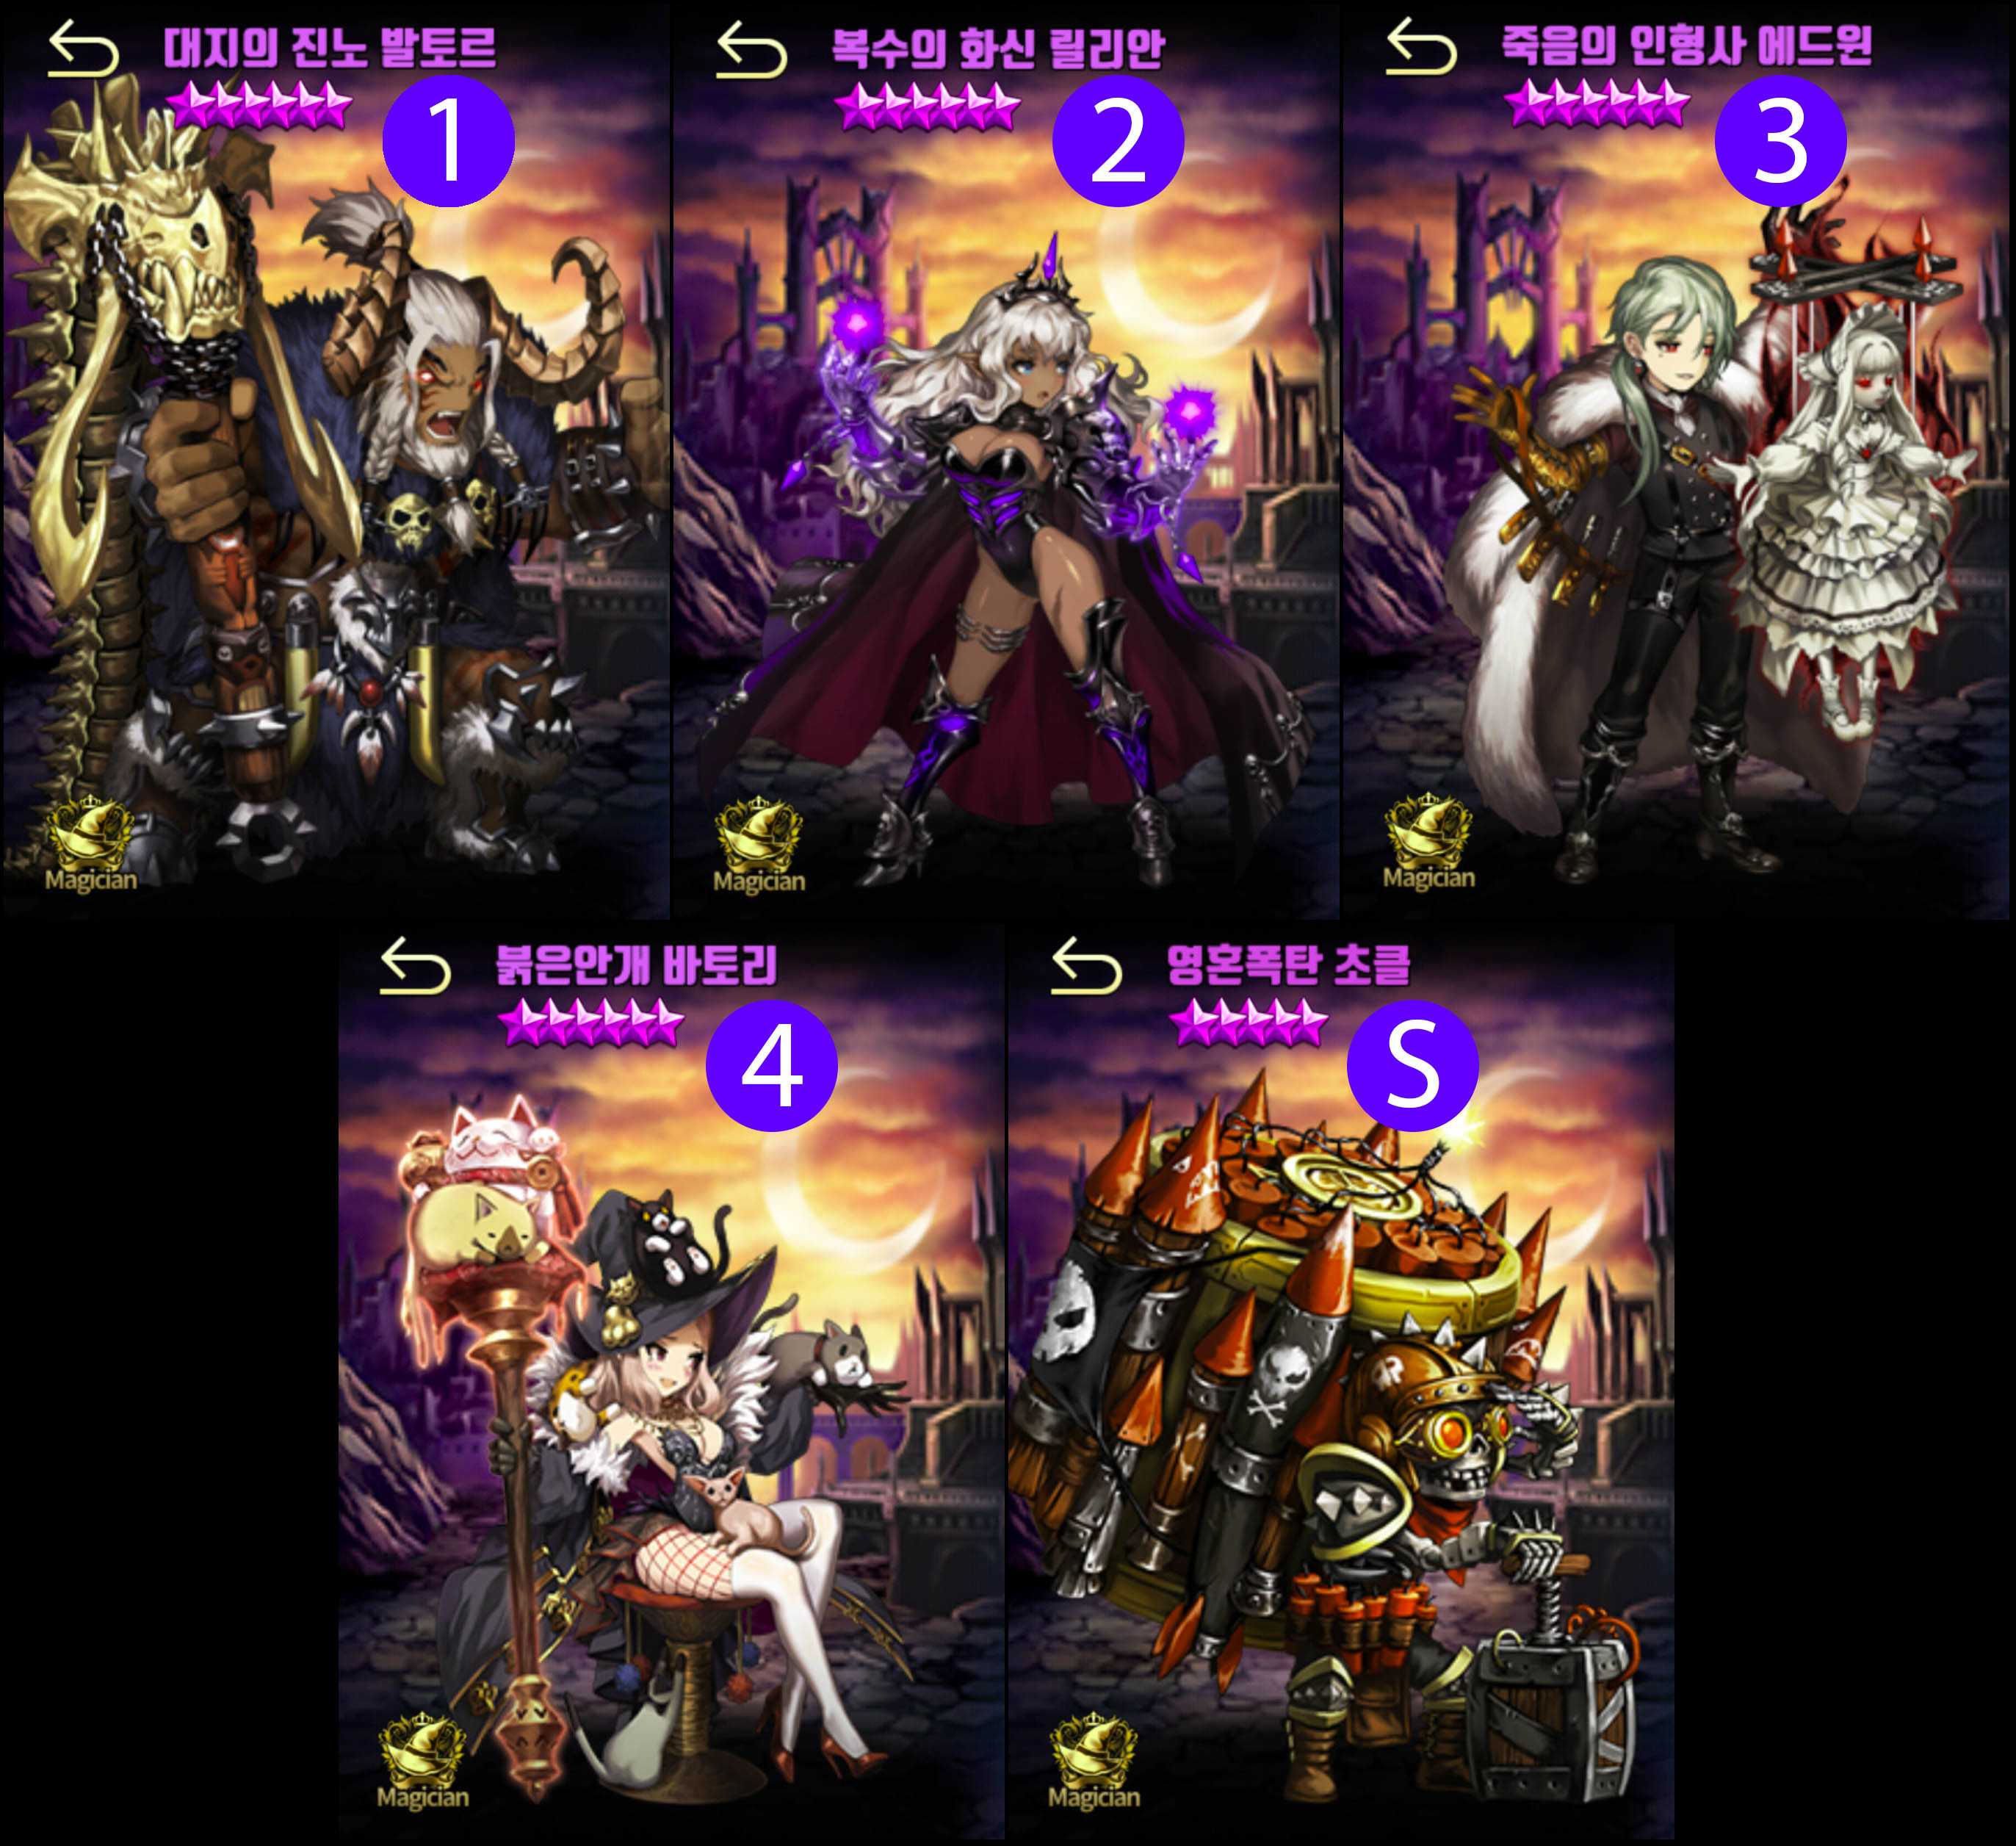 대지의 진노 발토르
1
Magician
복수의 화신 릴리안
2
Magician
죽음의 인형사 에드윈
3
Magician
붉은안개 바토리
4
Magician
영혼폭탄 초클
S
Magician